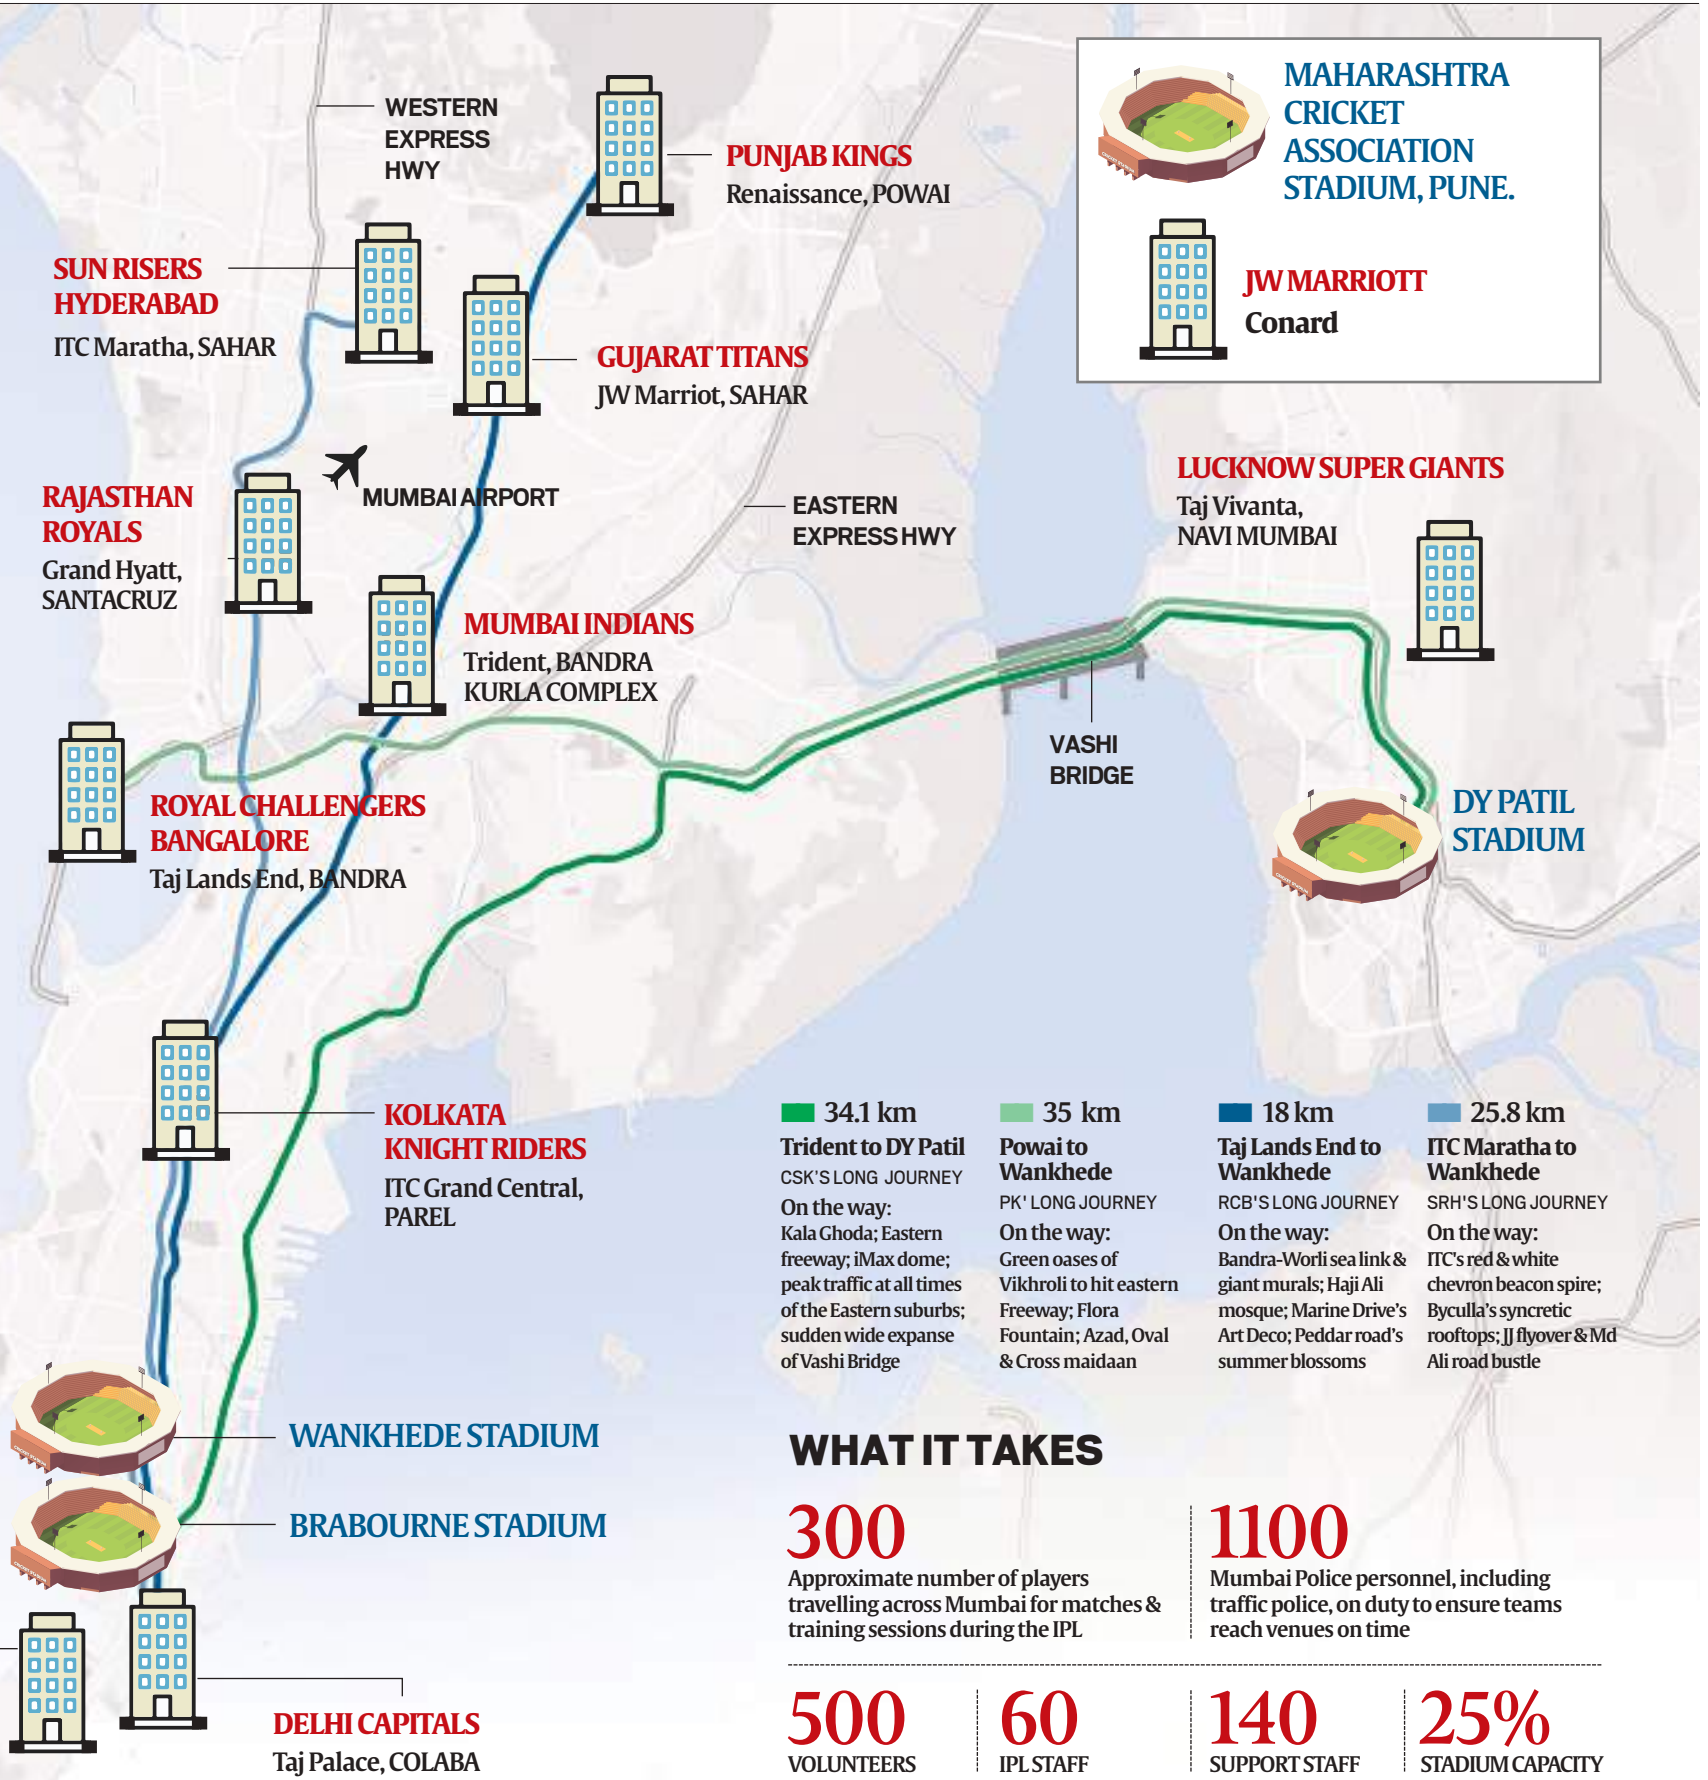 WESTERN
EXPRESS
HWY
PUNJAB KINGS
Renaissance, POWAI
MAHARASHTRA
CRICKET
ASSOCIATION
STADIUM, PUNE.
JW MARRIOTT
Conard
SUN RISERS
HYDERABAD
ITC Maratha, SAHAR
GUJARAT TITANS
JW Marriot, SAHAR
RAJASTHAN
ROYALS
Grand Hyatt,
SANTACRUZ
MUMBAI AIRPORT
EASTERN
EXPRESS HWY
LUCKNOW SUPER GIANTS
Taj Vivanta,
NAVI MUMBAI
MUMBAI INDIANS
Trident, BANDRA
KURLA COMPLEX
VASHI
BRIDGE
ROYAL CHALLENGERS
BANGALORE
Taj Lands End, BANDRA
DY PATIL
STADIUM
KOLKATA
KNIGHT RIDERS
ITC Grand Central,
PAREL
34.1 km
Trident to DY Patil
CSK'S LONG JOURNEY
On the way:
Kala Ghoda; Eastern
freeway; iMax dome;
peak traffic at all times
of the Eastern suburbs;
sudden wide expanse
of Vashi Bridge
35 km
Powai to
Wankhede
PK' LONG JOURNEY
On the way:
Green oases of
Vikhroli to hit eastern
Freeway; Flora
Fountain; Azad, Oval
& Cross maidaan
18 km
Taj Lands End to
Wankhede
RCB'S LONG JOURNEY
On the way:
Bandra-Worli sea link &
giant murals; Haji Ali
mosque; Marine Drive's
Art Deco; Peddar road's
summer blossoms
25.8 km
ITC Maratha to
Wankhede
SRH'S LONG JOURNEY
On the way:
ITC's red & white
chevron beacon spire;
Byculla's syncretic
rooftops; JJ flyover & Md
Ali road bustle
WANKHEDE STADIUM
BRABOURNE STADIUM
DELHI CAPITALS
Taj Palace, COLABA
WHAT IT TAKES
300
Approximate number of players
travelling across Mumbai for matches &
training sessions during the IPL
1100
Mumbai Police personnel, including
traffic police, on duty to ensure teams
reach venues on time
500
VOLUNTEERS
60
IPL STAFF
140
SUPPORT STAFF
25%
STADIUM CAPACITY